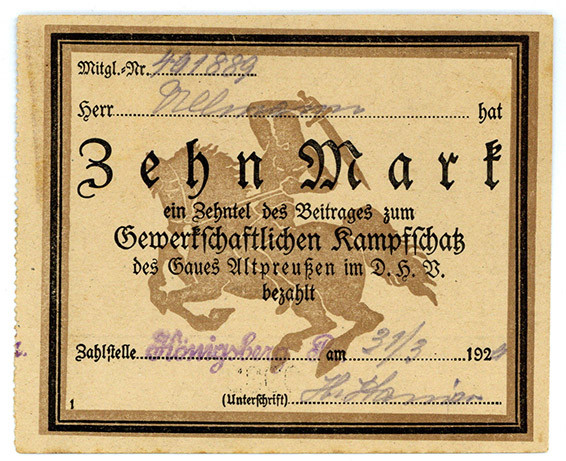 Mitgl.-Nr. 491889
Herr Ullmann hat
Zehn Mark
ein Zehntel des Beitrages zum
Gewerkschaftlichen Kampfschatz
des Gaues Altpreußen im D. H. V.
bezahlt
Zahlstelle Königsberg am 31/3 192
1 (Unterschrift)